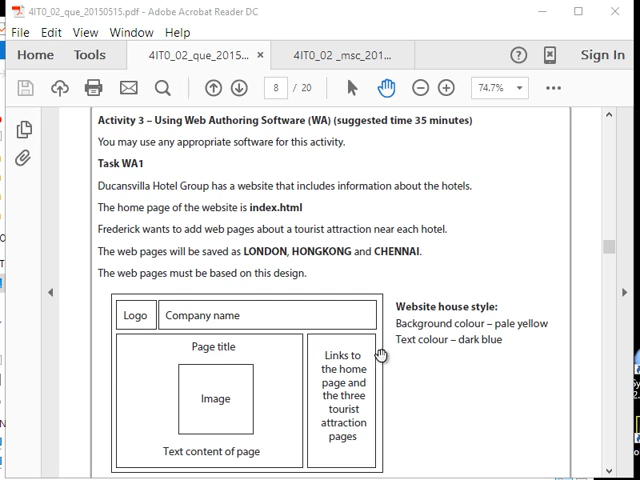 4IT0_02_que_20150515.pdf - Adobe Acrobat Reader DC
File Edit View Window Help
Home Tools 4IT0_02_que_2015... × 4IT0_02 _msc_201... Sign In
8 / 20 74.7%
Activity 3 – Using Web Authoring Software (WA) (suggested time 35 minutes)
You may use any appropriate software for this activity.
Task WA1
Ducansvilla Hotel Group has a website that includes information about the hotels.
The home page of the website is index.html
Frederick wants to add web pages about a tourist attraction near each hotel.
The web pages will be saved as LONDON, HONGKONG and CHENNAI.
The web pages must be based on this design.
Logo
Company name
Page title
Image
Text content of page
Links to
the home
page and
the three
tourist
attraction
pages
Website house style:
Background colour – pale yellow
Text colour – dark blue